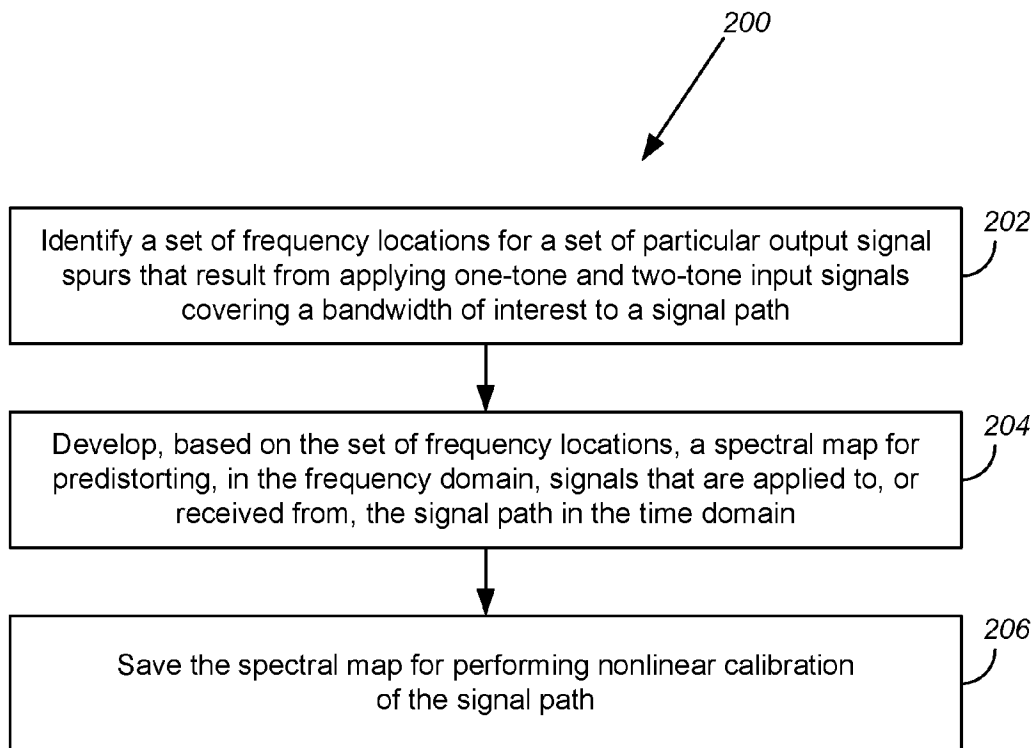 200
Identify a set of frequency locations for a set of particular output signal
spurs that result from applying one-tone and two-tone input signals
covering a bandwidth of interest to a signal path
202
Develop, based on the set of frequency locations, a spectral map for
predistorting, in the frequency domain, signals that are applied to, or
received from, the signal path in the time domain
204
Save the spectral map for performing nonlinear calibration
of the signal path
206